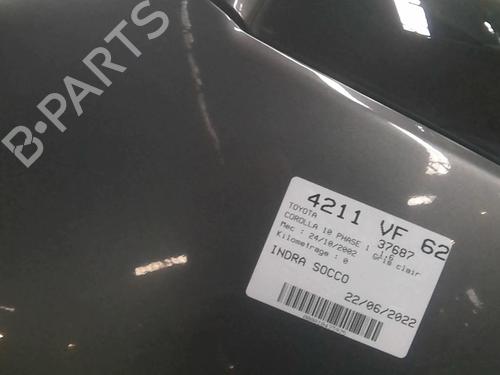 B-PARTS
4211 VF 62
TOYOTA 37687
COROLLA 10 PHASE 1
Mec : 24/10/2002 Gris clair
Kilometrage : 0
INDRA SOCCO
22/06/2022